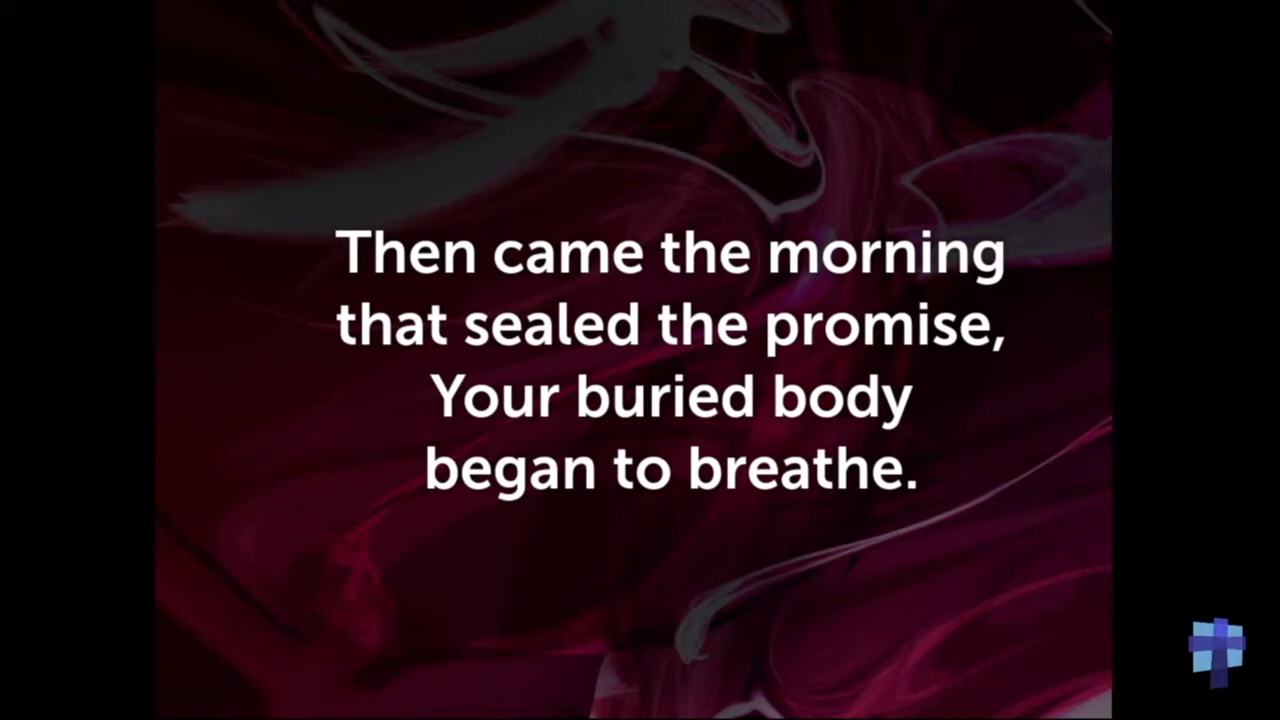 Then came the morning
that sealed the promise,
Your buried body
began to breathe.